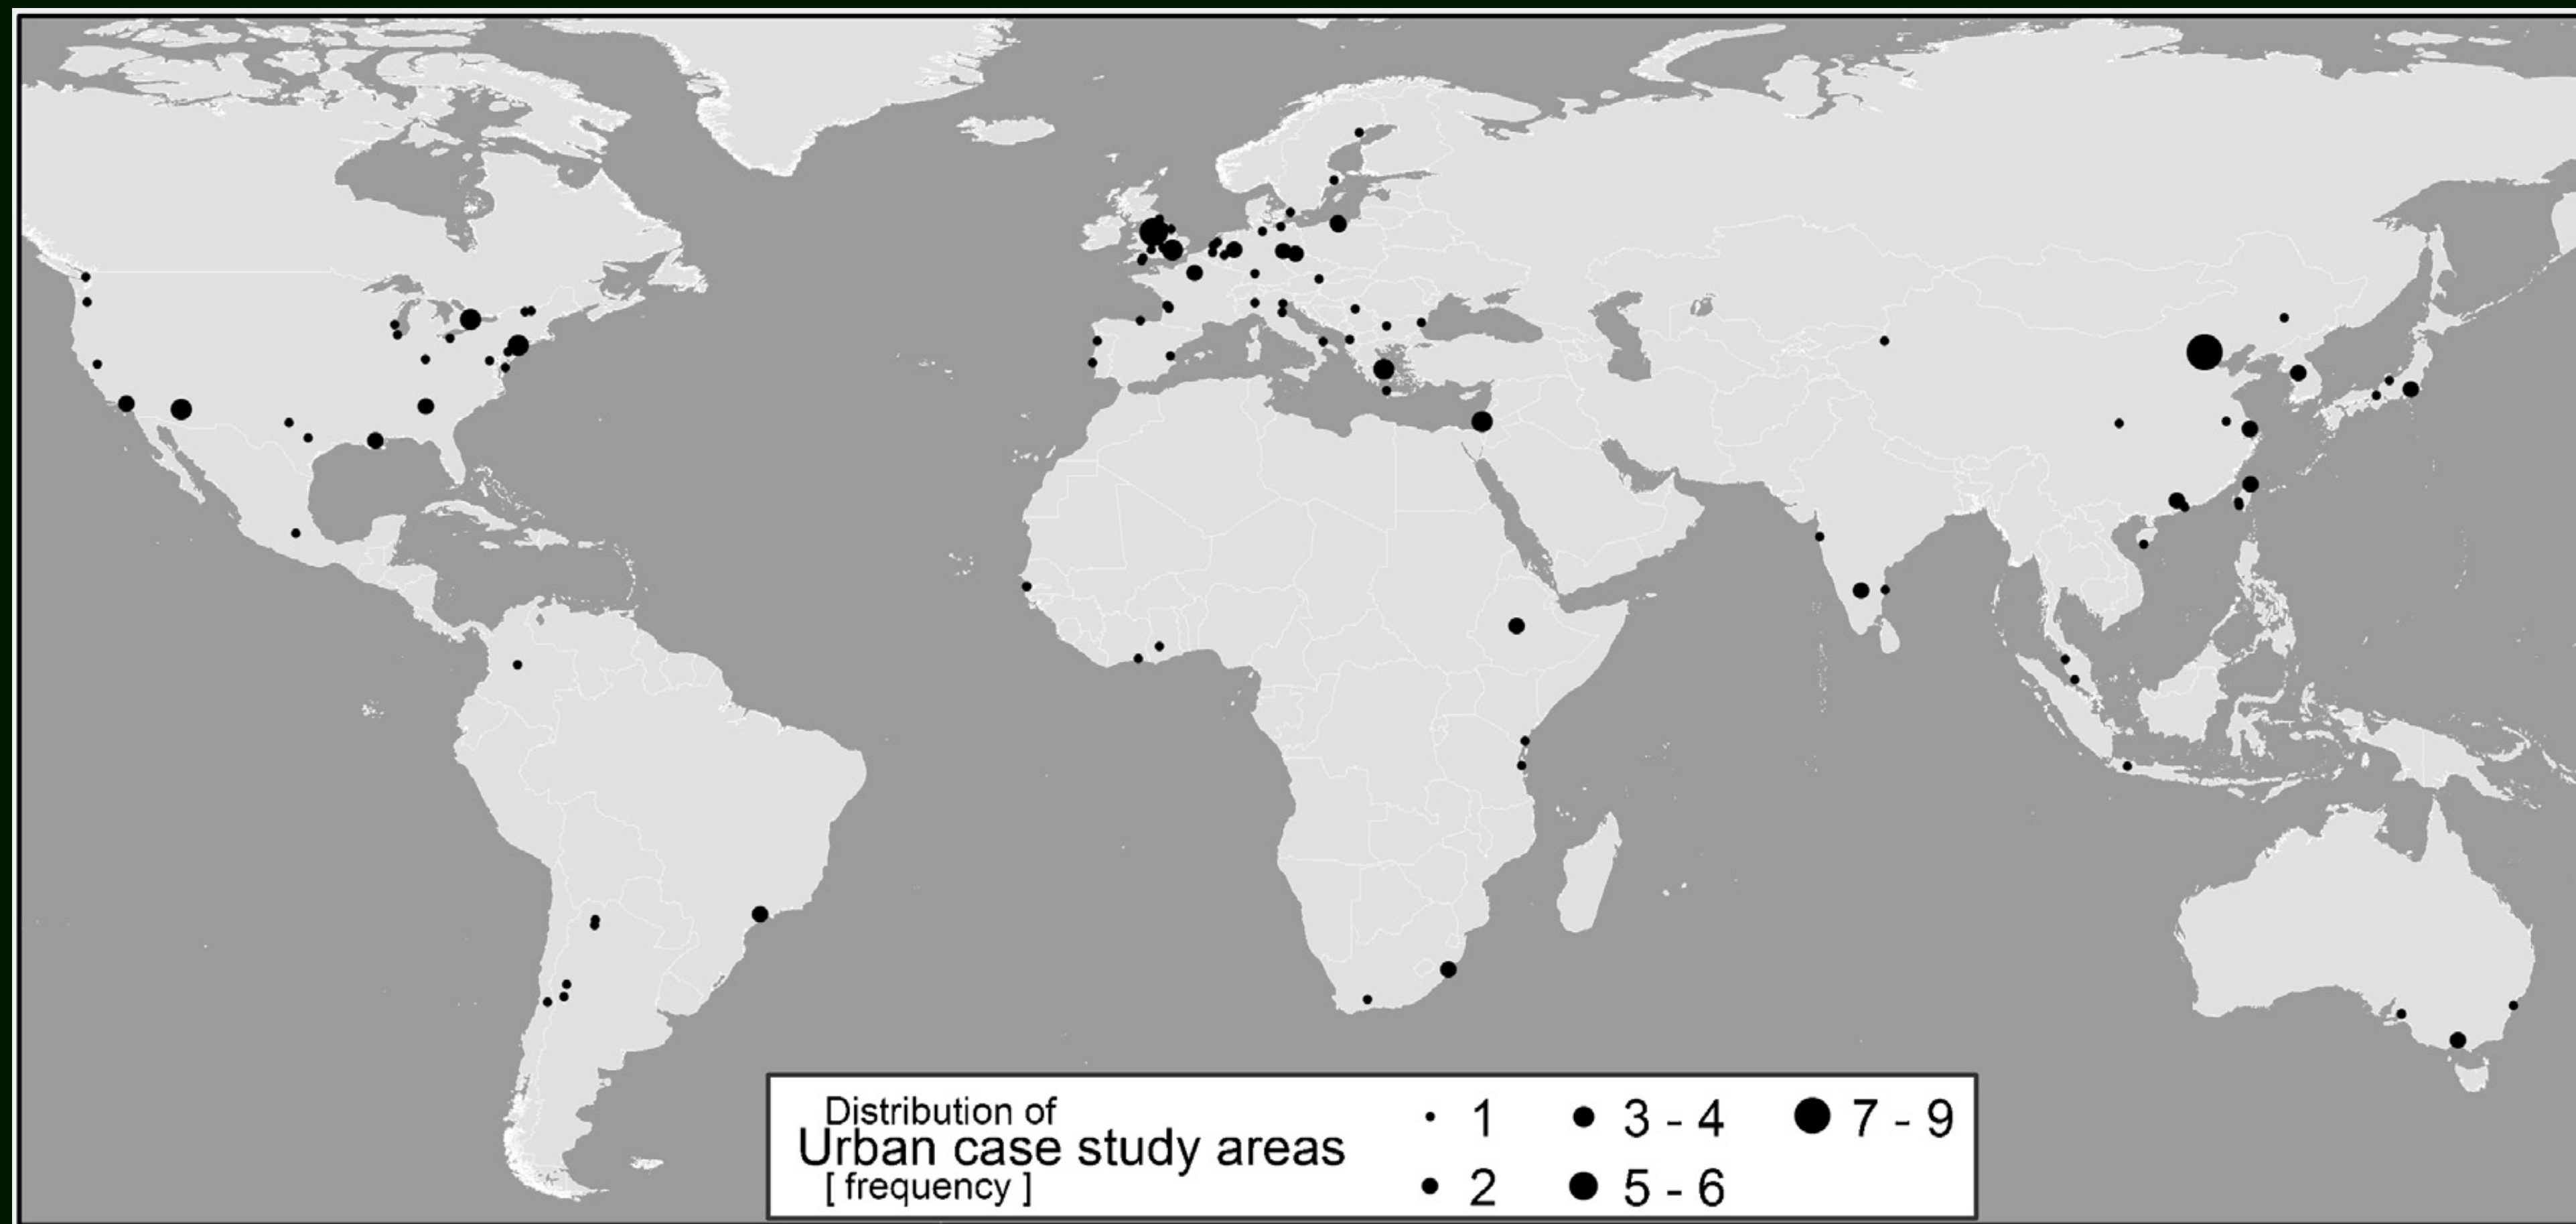 Distribution of
Urban case study areas
[ frequency ]
1
2
3 - 4
5 - 6
7 - 9